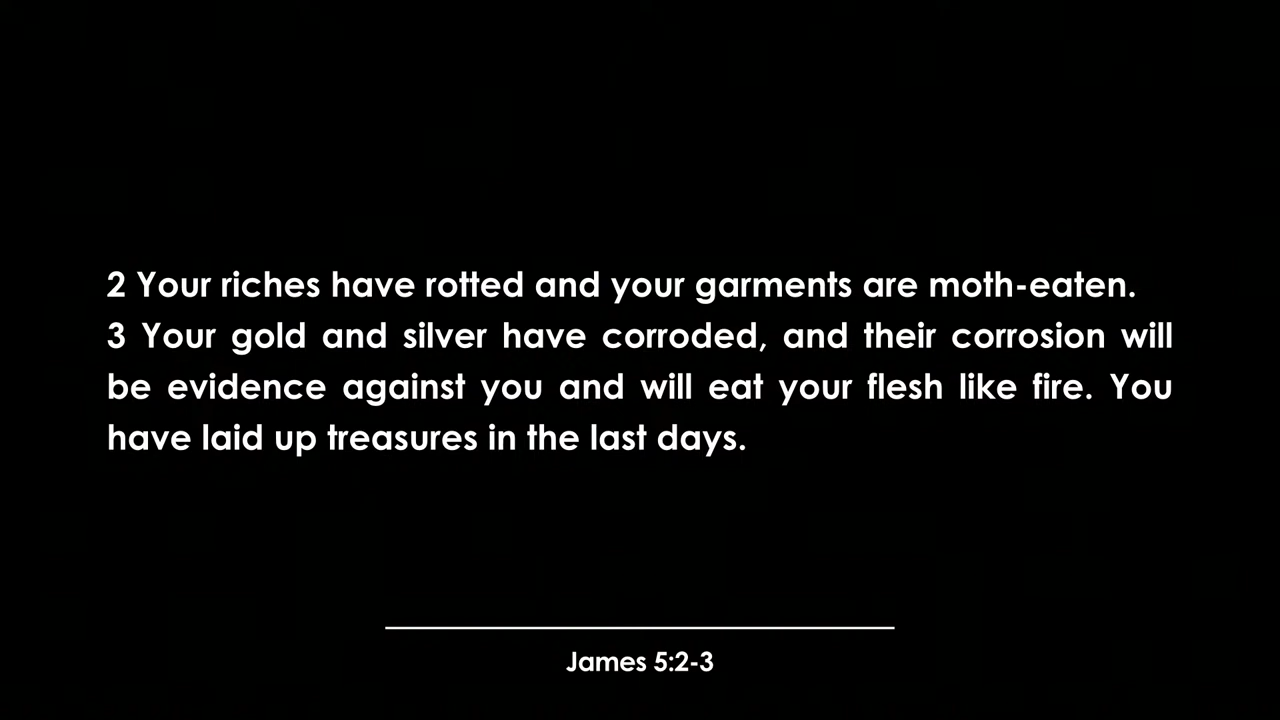 2 Your riches have rotted and your garments are moth-eaten.
3 Your gold and silver have corroded, and their corrosion will
be evidence against you and will eat your flesh like fire. You
have laid up treasures in the last days.
James 5:2-3